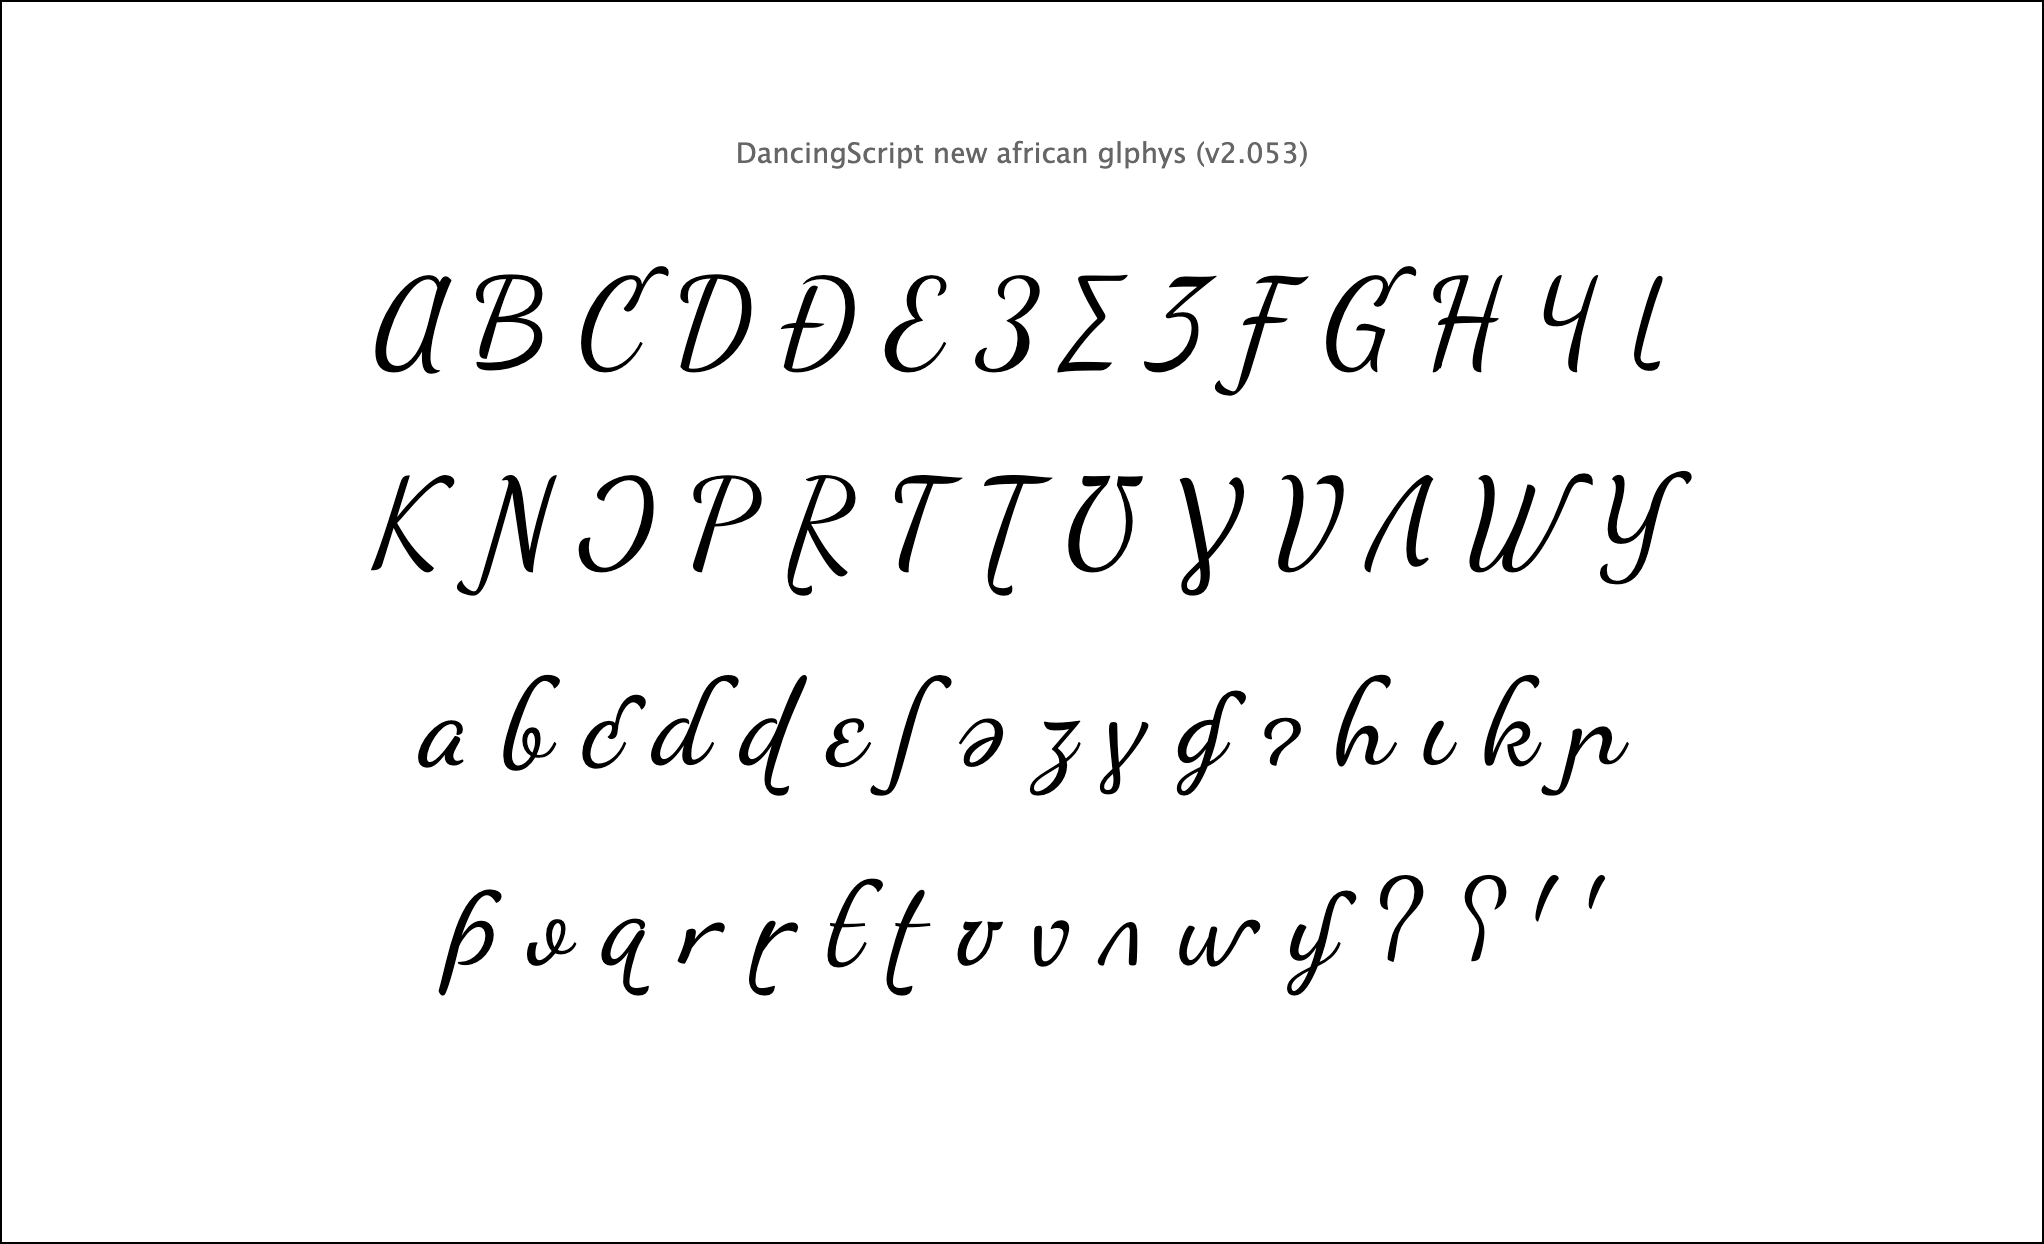 DancingScript new african glphys (v2.053)
Ɑ Ɓ Ƈ Ɗ Ɖ Ɛ Ɜ Ʃ Ʒ Ƒ Ɠ Ɦ Ч Ɩ
Ƙ Ɲ Ɔ Ƥ Ɽ Ƭ Ʈ Ʊ Ɣ Ʋ Ʌ Ⱳ Ƴ
ɑ ɓ ƈ ɗ ɖ ɛ ʃ ǝ ʒ ɣ ɠ ɂ ɦ ɩ ƙ ɲ
ƥ ɔ ɋ r ɽ ƭ ʈ ʊ ʋ ʌ ⱳ ƴ ʔ ʕ ʹ ʹ